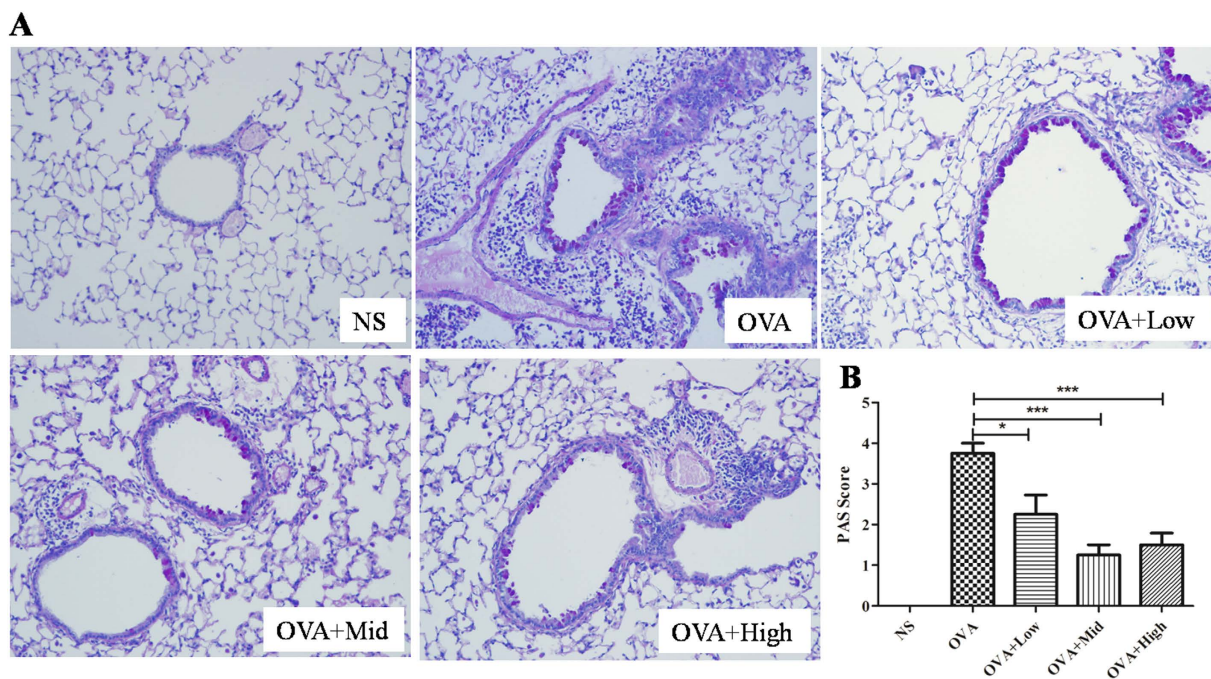 A
NS
OVA
OVA+Low
OVA+Mid
OVA+High
B
***
***
*
PAS Score
5
4
3
2
1
0
NS
OVA
OVA+Low
OVA+Mid
OVA+High